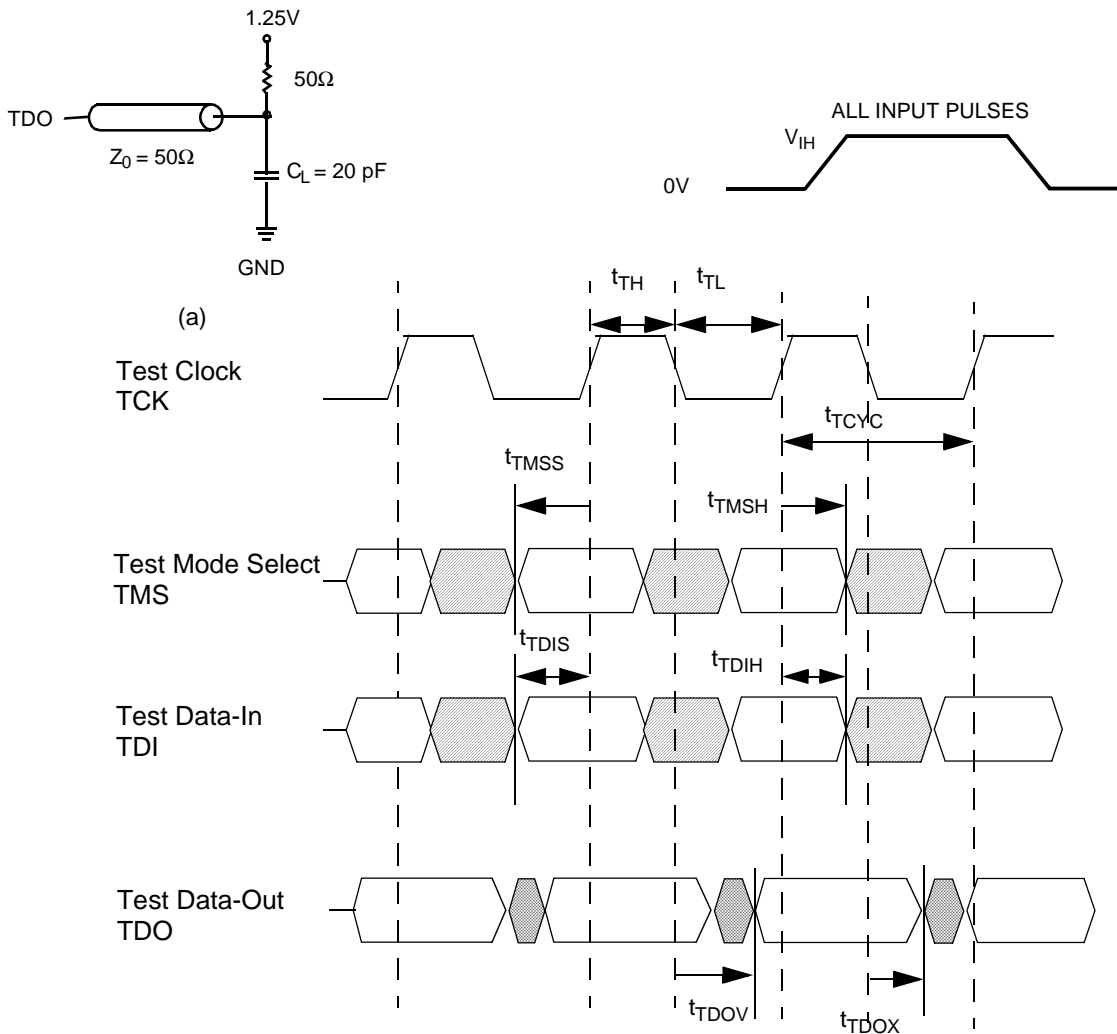 1.25V
50Ω
TDO
Z0 = 50Ω
CL = 20 pF
GND
(a)
ALL INPUT PULSES
VIH
0V
tTH
tTL
Test Clock
TCK
tTCYC
tTMSS
tTMSH
Test Mode Select
TMS
tTDIS
tTDIH
Test Data-In
TDI
Test Data-Out
TDO
tTDOV
tTDOX